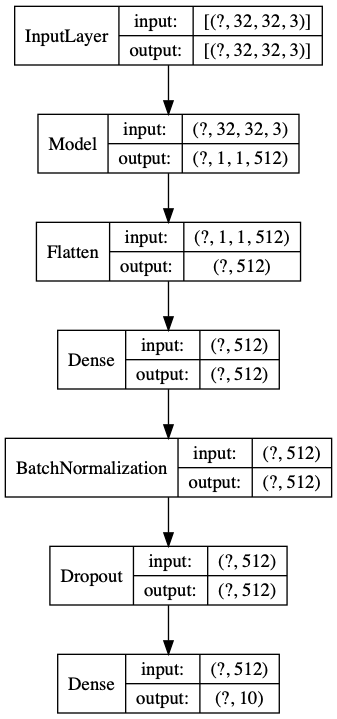 InputLayer
input: [(?, 32, 32, 3)]
output: [(?, 32, 32, 3)]
Model
input: (?, 32, 32, 3)
output: (?, 1, 1, 512)
Flatten
input: (?, 1, 1, 512)
output: (?, 512)
Dense
input: (?, 512)
output: (?, 512)
BatchNormalization
input: (?, 512)
output: (?, 512)
Dropout
input: (?, 512)
output: (?, 512)
Dense
input: (?, 512)
output: (?, 10)